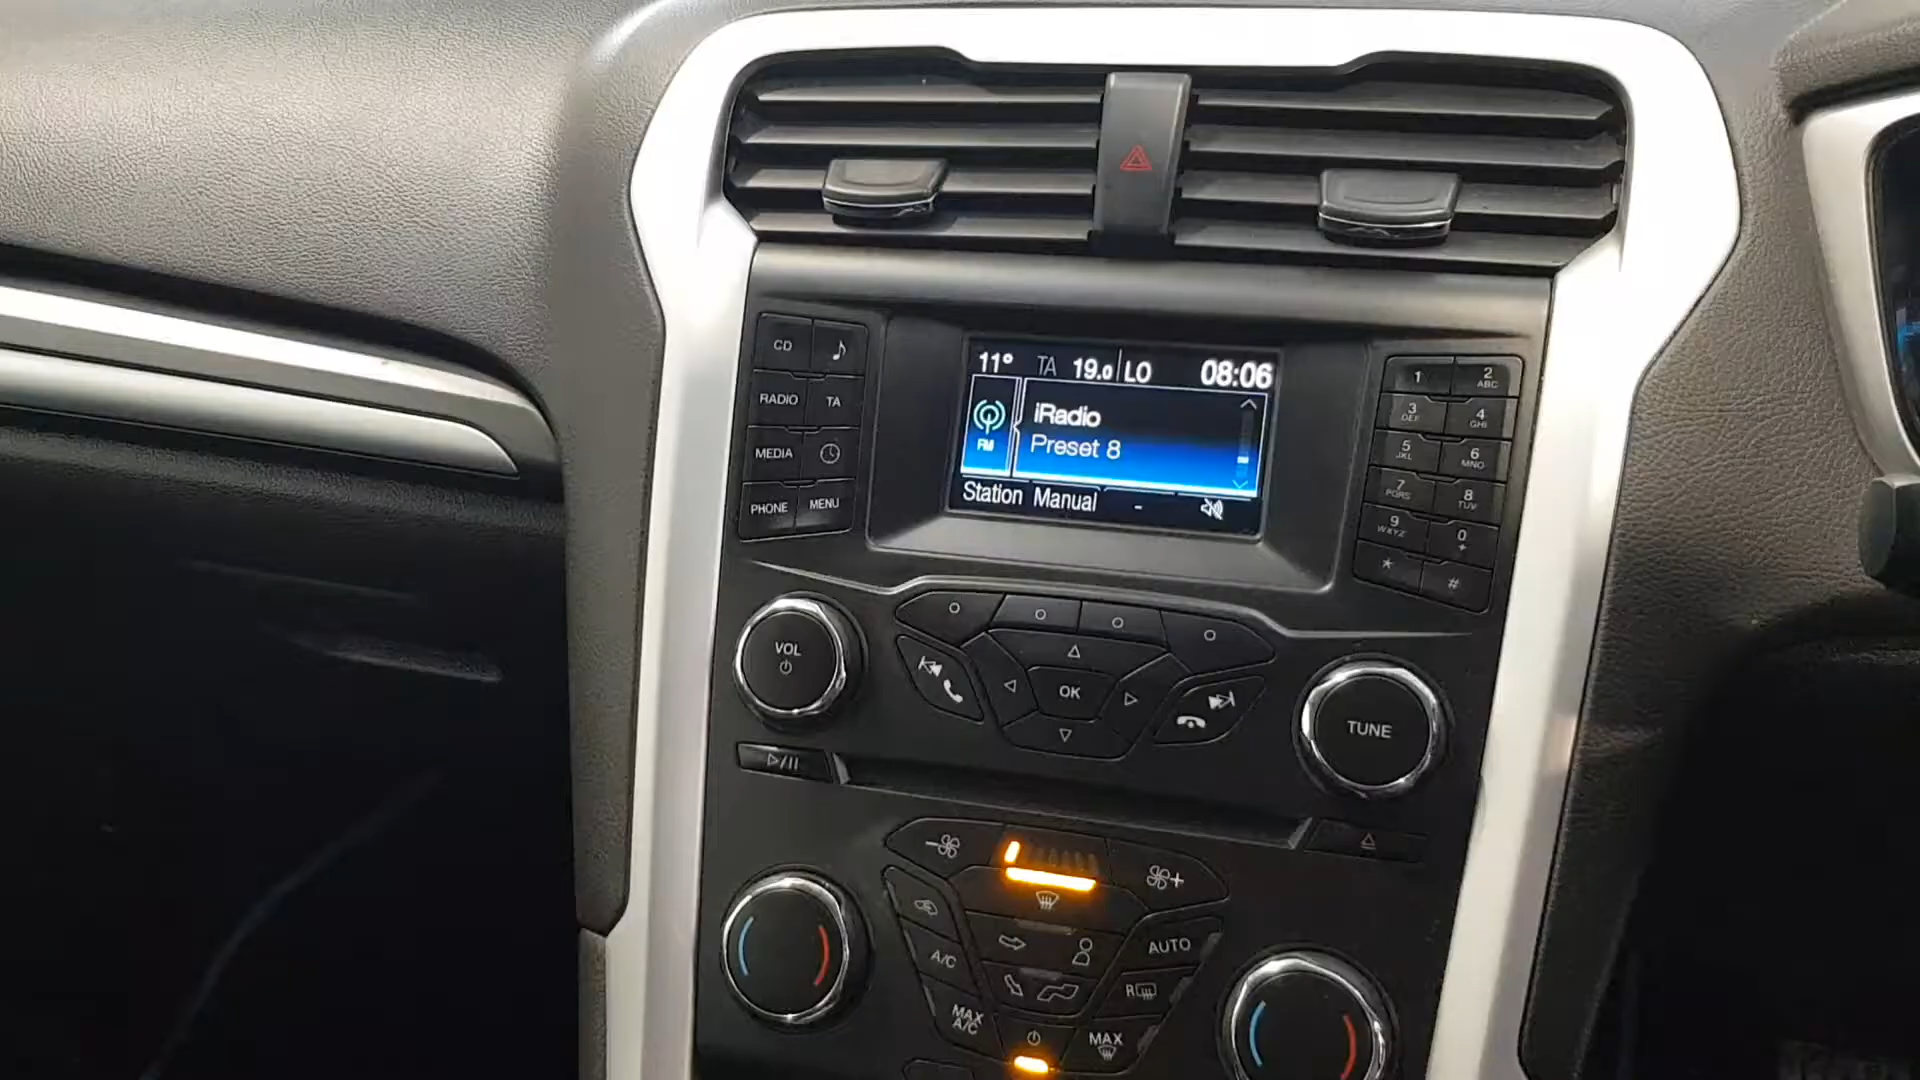 11° TA 19.0 LO 08:06
iRadio
FM
Preset 8
Station Manual -
CD
RADIO TA
MEDIA
PHONE MENU
1 2 ABC
3 DEF 4 GHI
5 JKL 6 MNO
7 PQRS 8 TUV
9 WXYZ 0 +
* #
VOL
OK
TUNE
AUTO
A/C
R
MAX A/C
MAX